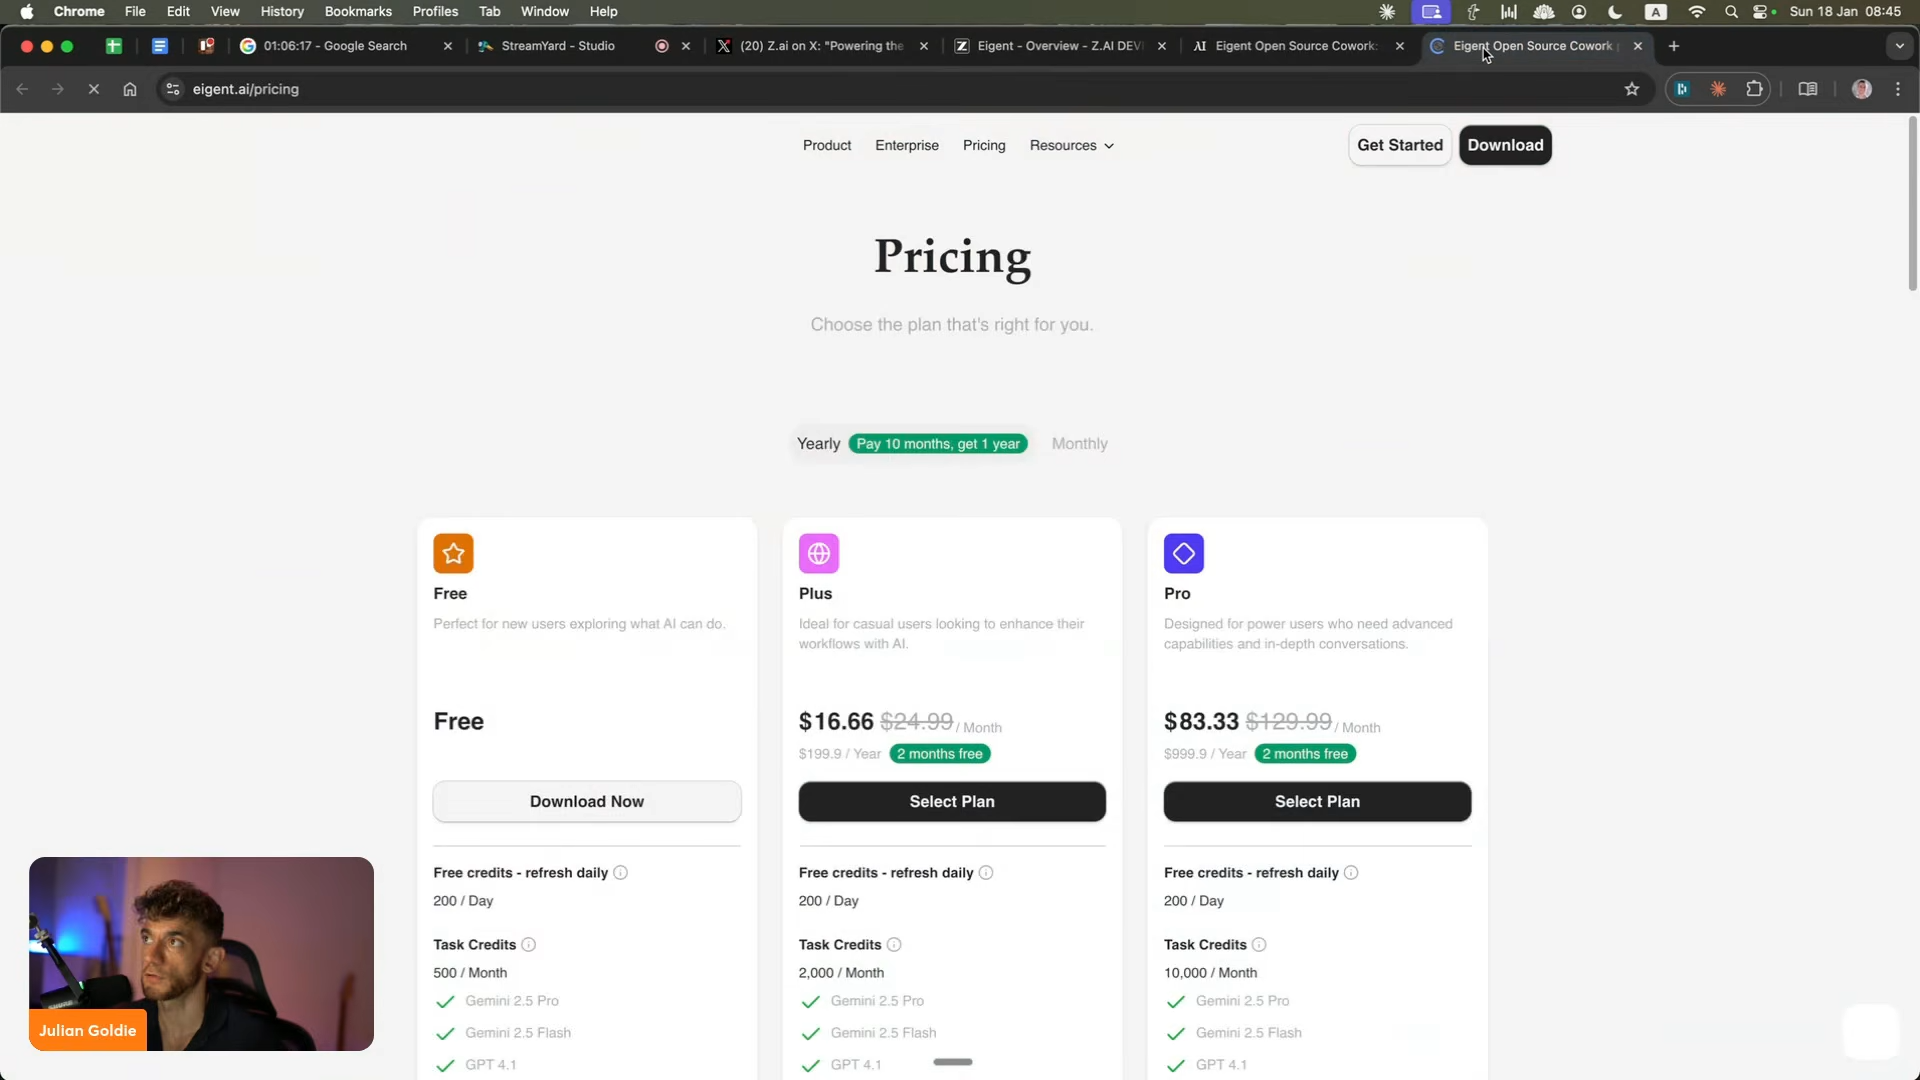 Chrome File Edit View History Bookmarks Profiles Tab Window Help A Sun 18 Jan 08:45
01:06:17 - Google Search
StreamYard - Studio
(20) Z.ai on X: "Powering the
Eigent - Overview - Z.AI DEV
Eigent Open Source Cowork:
Eigent Open Source Cowork
eigent.ai/pricing
Product Enterprise Pricing Resources
Get Started Download
Pricing
Choose the plan that's right for you.
Yearly Pay 10 months, get 1 year Monthly
Free
Perfect for new users exploring what AI can do.
Free
Download Now
Free credits - refresh daily
200 / Day
Task Credits
500 / Month
Gemini 2.5 Pro
Gemini 2.5 Flash
GPT 4.1
Plus
Ideal for casual users looking to enhance their
workflows with AI.
$16.66 $24.99 / Month
$199.9 / Year 2 months free
Select Plan
Free credits - refresh daily
200 / Day
Task Credits
2,000 / Month
Gemini 2.5 Pro
Gemini 2.5 Flash
GPT 4.1
Pro
Designed for power users who need advanced
capabilities and in-depth conversations.
$83.33 $129.99 / Month
$999.9 / Year 2 months free
Select Plan
Free credits - refresh daily
200 / Day
Task Credits
10,000 / Month
Gemini 2.5 Pro
Gemini 2.5 Flash
GPT 4.1
Julian Goldie